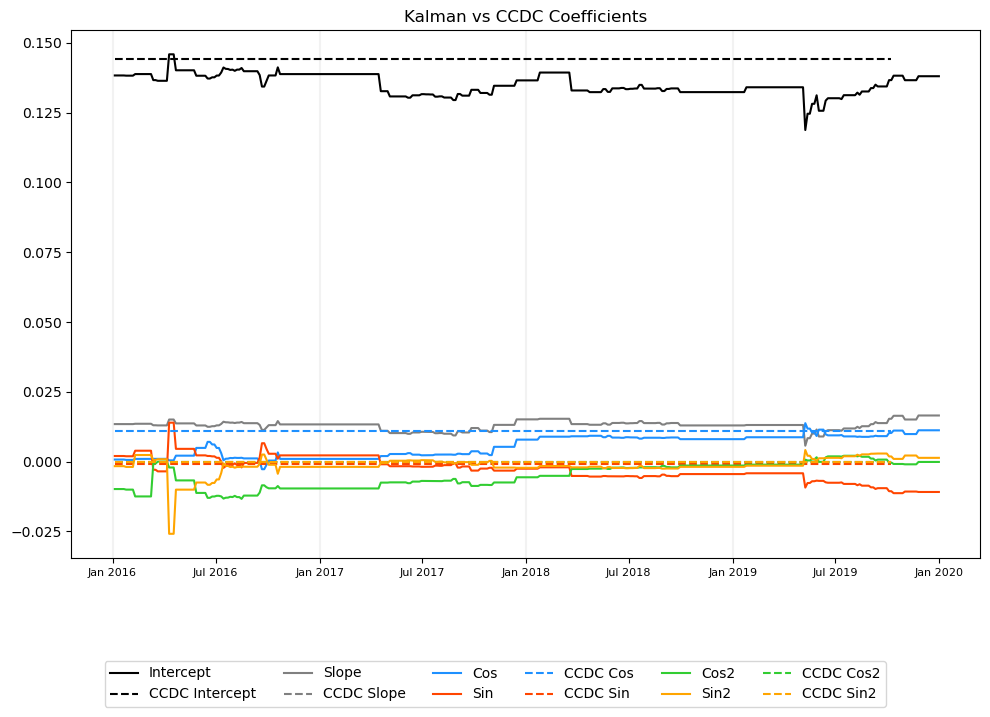 Kalman vs CCDC Coefficients
0.150
0.125
0.100
0.075
0.050
0.025
0.000
−0.025
Jan 2016 Jul 2016 Jan 2017 Jul 2017 Jan 2018 Jul 2018 Jan 2019 Jul 2019 Jan 2020
Intercept Slope Cos CCDC Cos Cos2 CCDC Cos2
CCDC Intercept CCDC Slope Sin CCDC Sin Sin2 CCDC Sin2